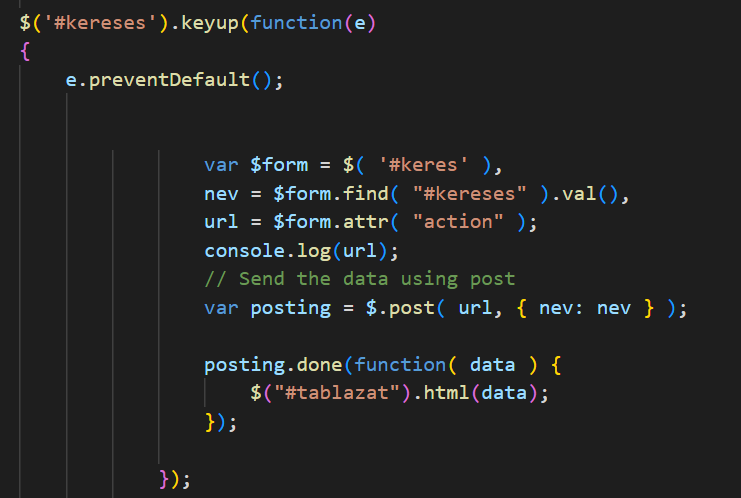 $('#kereses').keyup(function(e)
{
e.preventDefault();
var $form = $( '#keres' ),
nev = $form.find( "#kereses" ).val(),
url = $form.attr( "action" );
console.log(url);
// Send the data using post
var posting = $.post( url, { nev: nev } );
posting.done(function( data ) {
$("#tablazat").html(data);
});
});